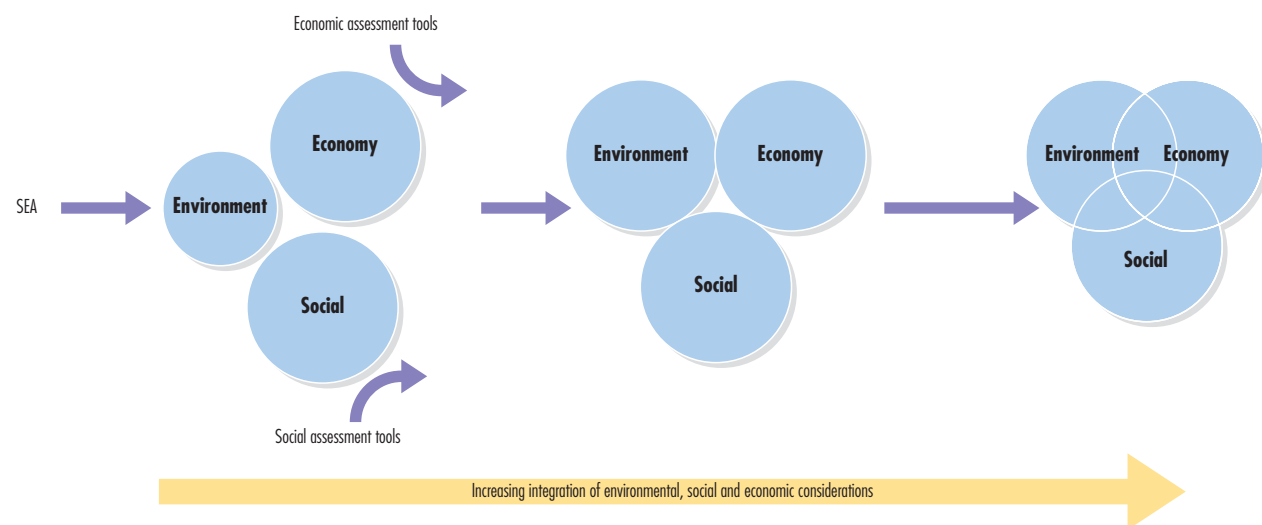 Economic assessment tools
Economy
Environment
Economy
Environment
Economy
SEA
Environment
Social
Social
Social
Social assessment tools
Increasing integration of environmental, social and economic considerations